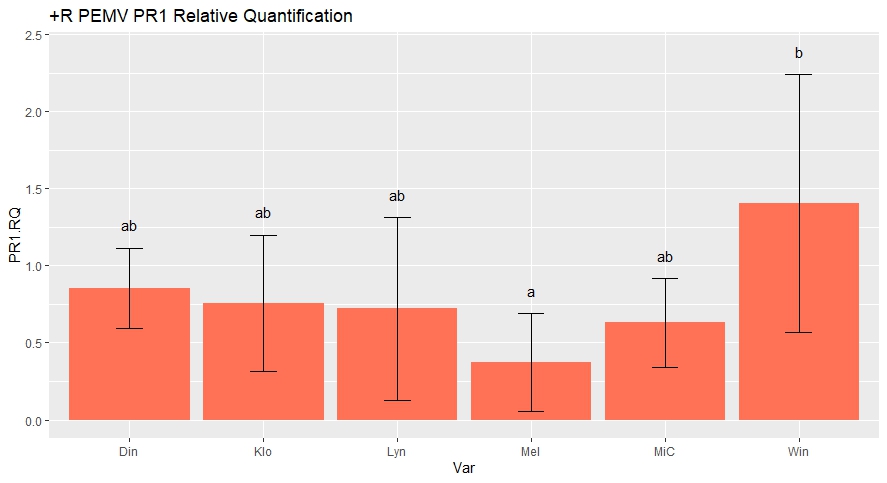 +R PEMV PR1 Relative Quantification
PR1.RQ
2.5
2.0
1.5
1.0
0.5
0.0
ab
ab
ab
a
ab
b
Din
Klo
Lyn
Mel
MiC
Win
Var